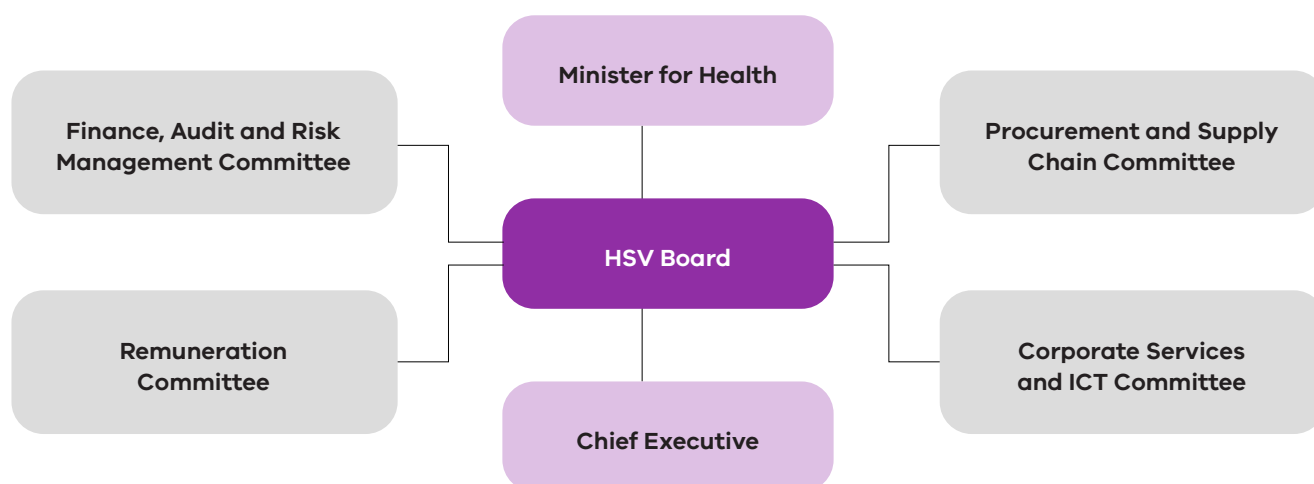 Minister for Health
Finance, Audit and Risk
Management Committee
Procurement and Supply
Chain Committee
HSV Board
Remuneration
Committee
Corporate Services
and ICT Committee
Chief Executive